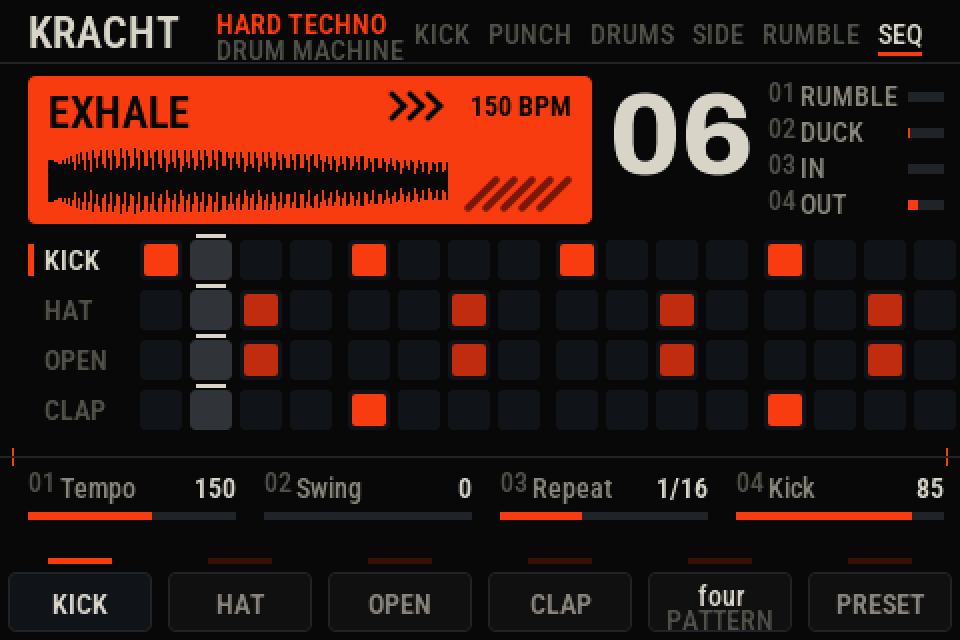 KRACHT
HARD TECHNO
DRUM MACHINE
KICK PUNCH DRUMS SIDE RUMBLE SEQ
EXHALE
150 BPM
06
01 RUMBLE
02 DUCK
03 IN
04 OUT
KICK
HAT
OPEN
CLAP
01 Tempo 150
02 Swing 0
03 Repeat 1/16
04 Kick 85
KICK
HAT
OPEN
CLAP
four
PATTERN
PRESET